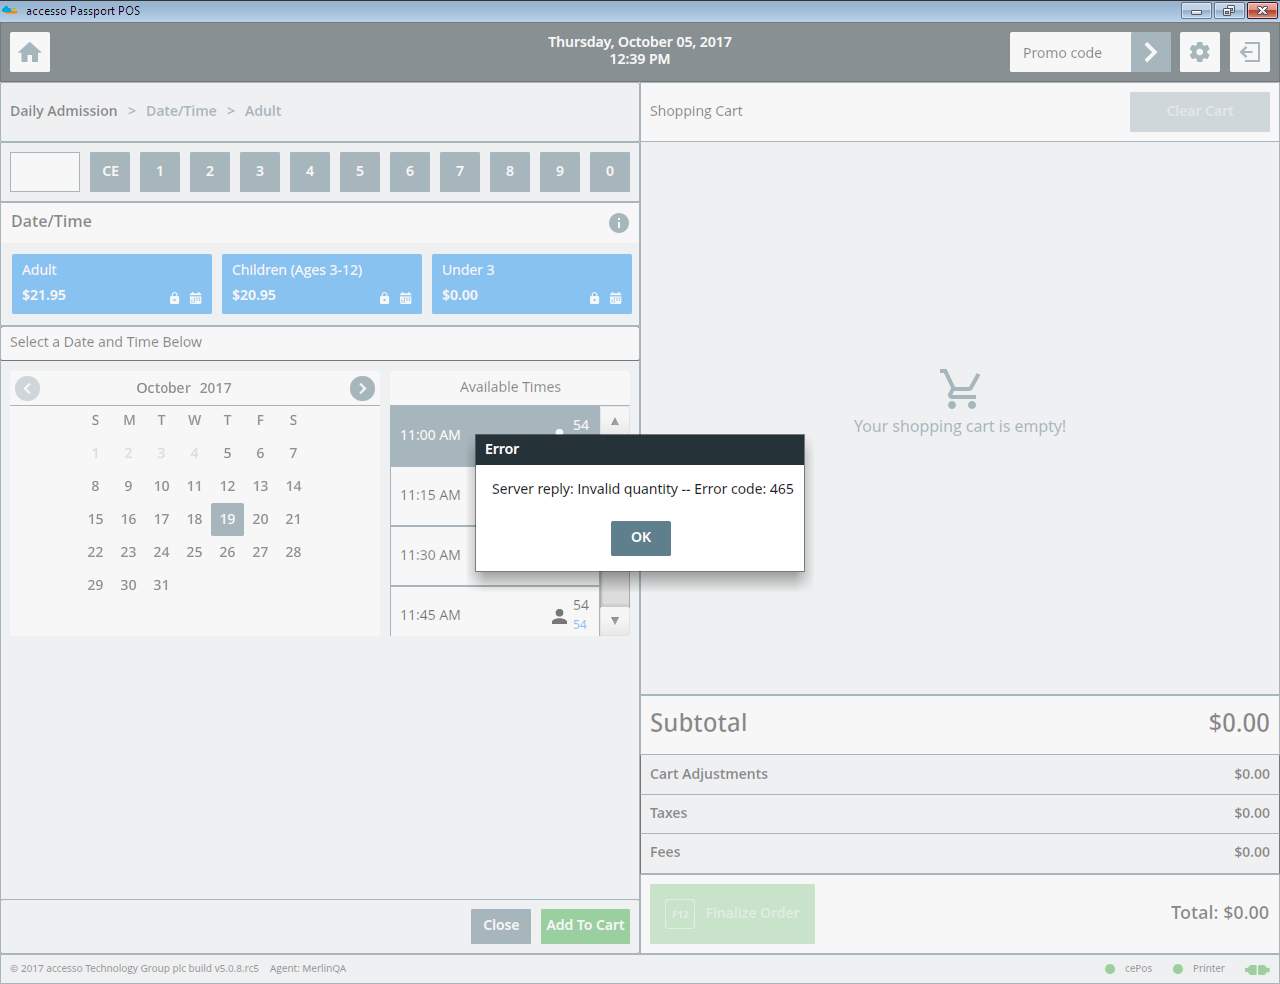 accesso Passport POS
Thursday, October 05, 2017
12:39 PM
Promo code
Daily Admission > Date/Time > Adult
Shopping Cart
Clear Cart
CE 1 2 3 4 5 6 7 8 9 0
Date/Time
Adult
$21.95
Children (Ages 3-12)
$20.95
Under 3
$0.00
Select a Date and Time Below
October 2017
S M T W T F S
1 2 3 4 5 6 7
8 9 10 11 12 13 14
15 16 17 18 19 20 21
22 23 24 25 26 27 28
29 30 31
Available Times
11:00 AM 54
11:15 AM
11:30 AM
11:45 AM 54
54
Error
Server reply: Invalid quantity -- Error code: 465
OK
Your shopping cart is empty!
Subtotal $0.00
Cart Adjustments $0.00
Taxes $0.00
Fees $0.00
Close
Add To Cart
F12 Finalize Order
Total: $0.00
© 2017 accesso Technology Group plc build v5.0.8.rc5 Agent: MerlinQA
cePos
Printer